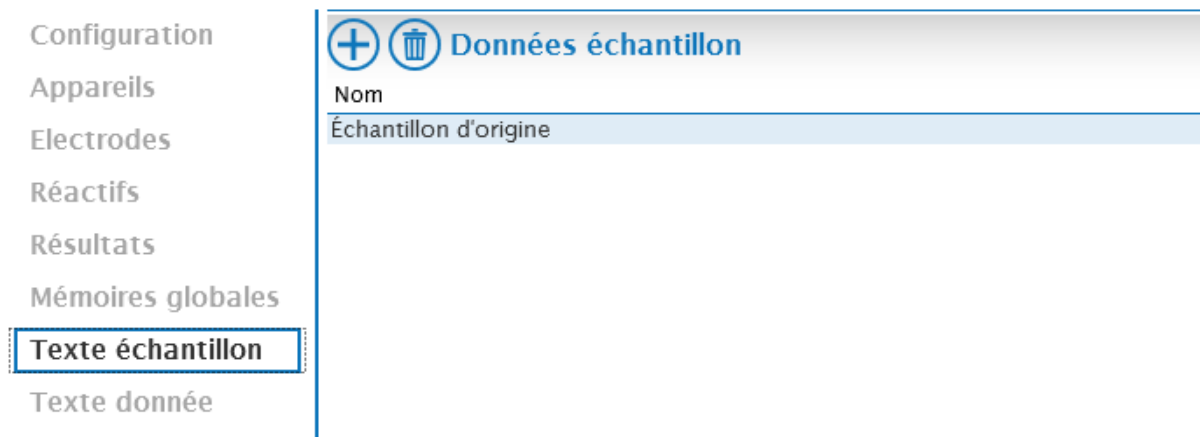 Configuration
Appareils
Electrodes
Réactifs
Résultats
Mémoires globales
Texte échantillon
Texte donnée
Données échantillon
Nom
Échantillon d'origine